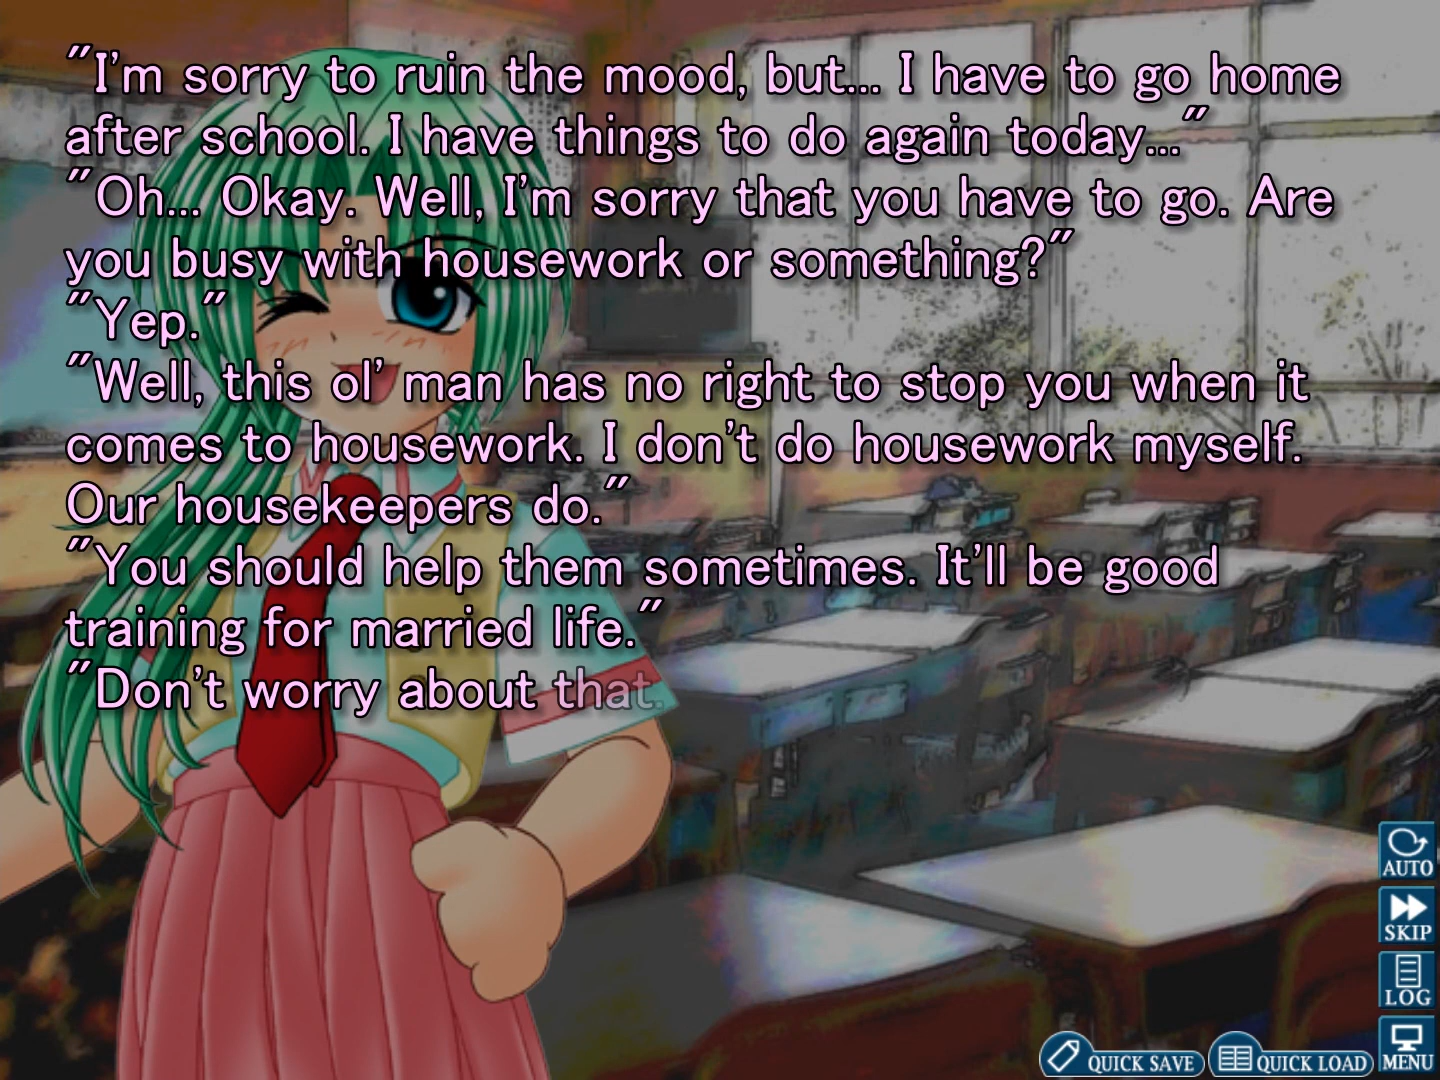 "I'm sorry to ruin the mood, but... I have to go home
after school. I have things to do again today..."
"Oh... Okay. Well, I'm sorry that you have to go. Are
you busy with housework or something?"
"Yep."
"Well, this ol' man has no right to stop you when it
comes to housework. I don't do housework myself.
Our housekeepers do."
"You should help them sometimes. It'll be good
training for married life."
"Don't worry about that.
AUTO
SKIP
LOG
QUICK SAVE
QUICK LOAD
MENU